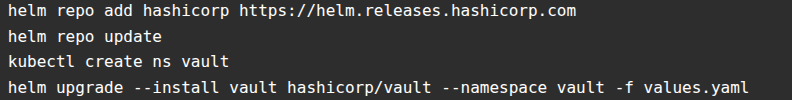 helm repo add hashicorp https://helm.releases.hashicorp.com
helm repo update
kubectl create ns vault
helm upgrade --install vault hashicorp/vault --namespace vault -f values.yaml